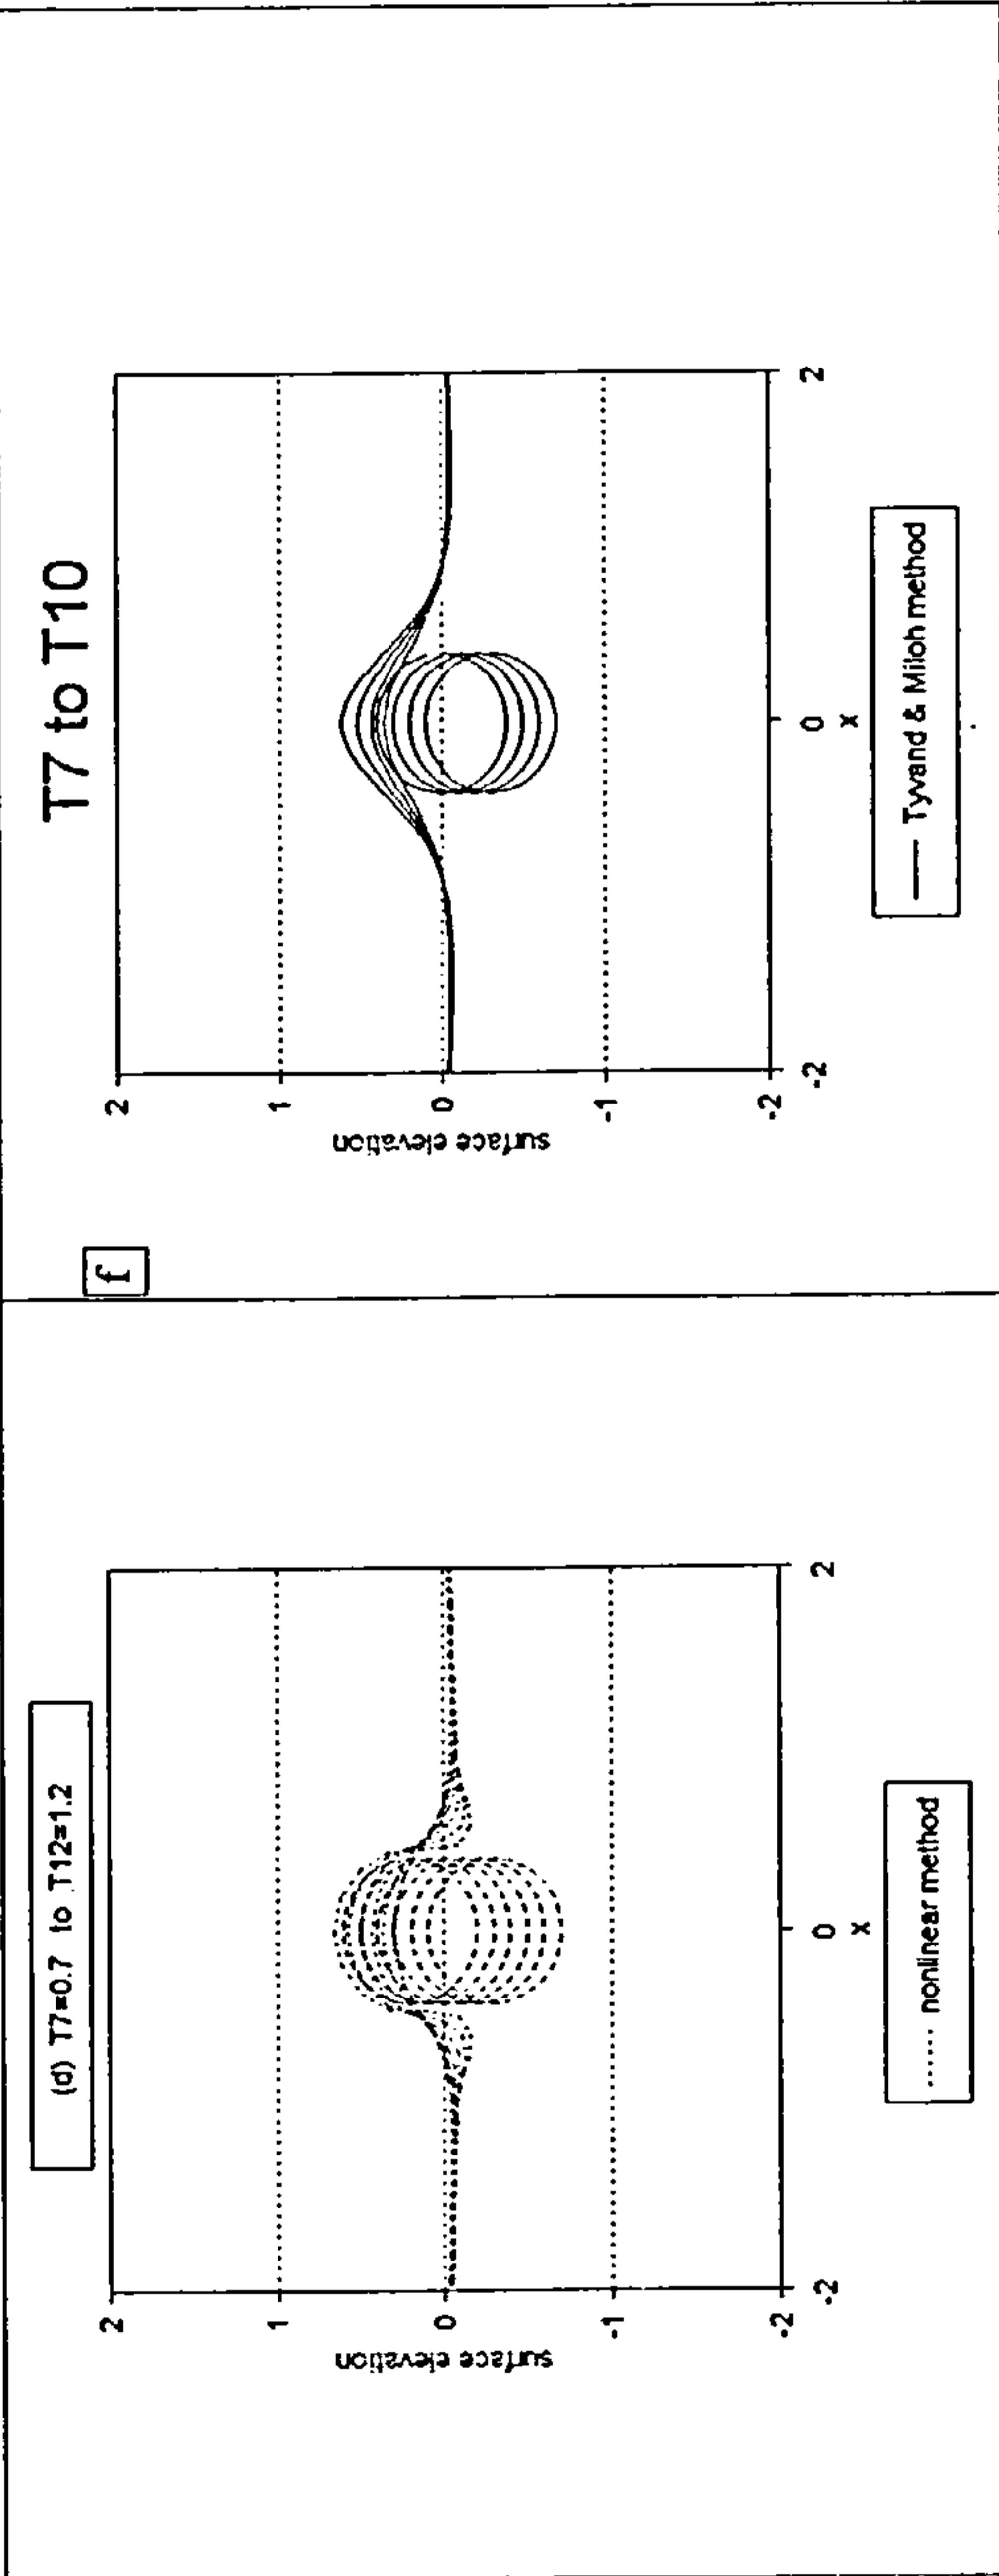 (d) T7=0.7 to T12=1.2
2
1
0
-1
-2
surface elevation
-2
0
2
x
nonlinear method
f
T7 to T10
2
1
0
-1
-2
surface elevation
-2
0
2
x
Tyvand & Miloh method